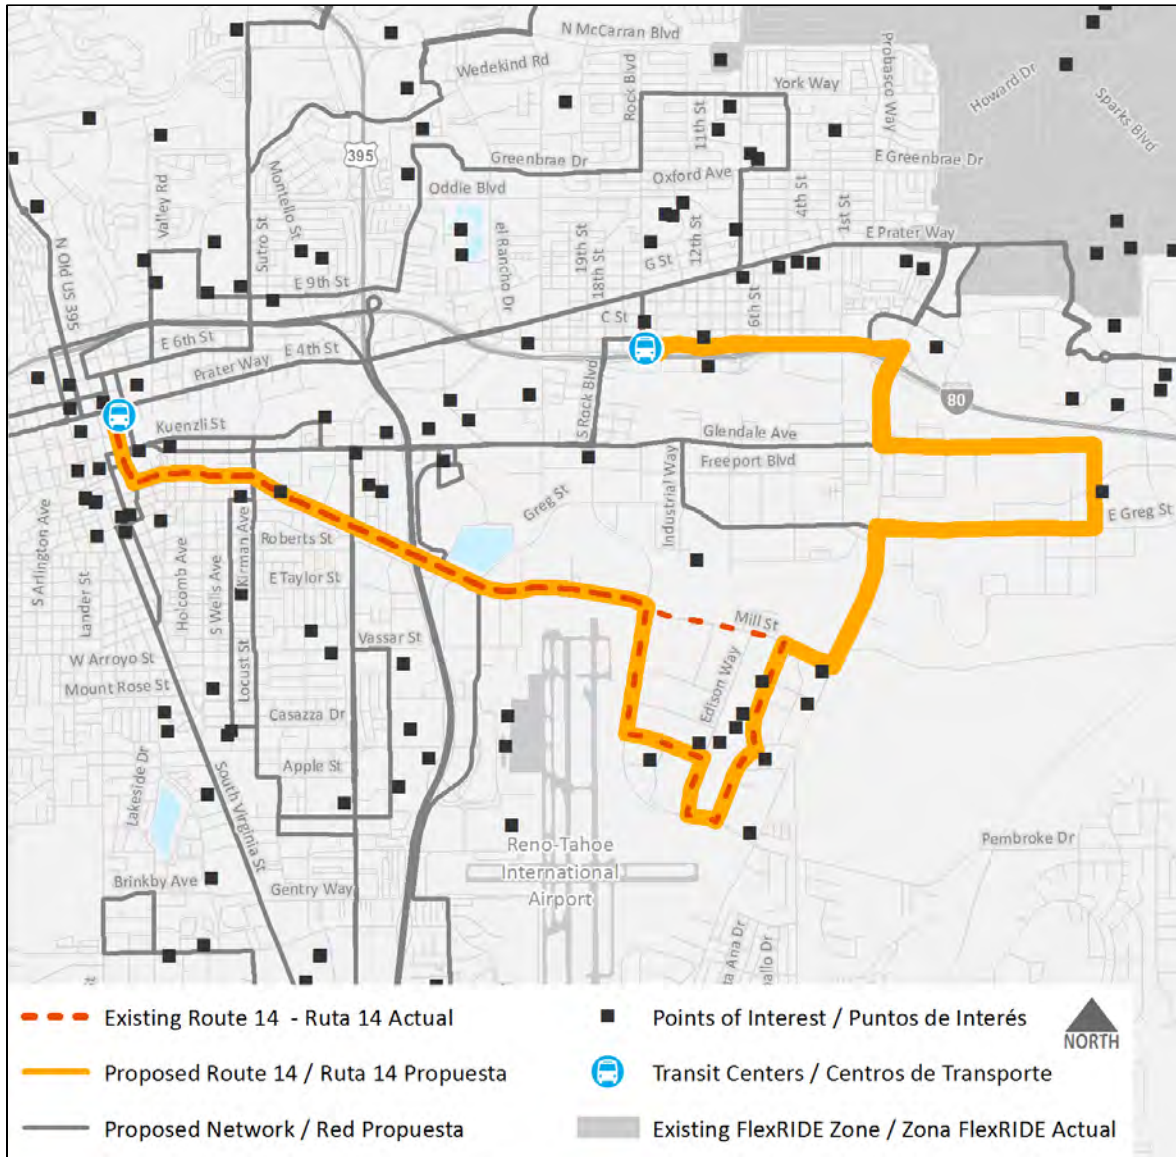 N McCarran Blvd
Wedekind Rd
Rock Blvd
York Way
Probasco Way
Howard Dr
Sparks Blvd
395
11th St
Greenbrae Dr
E Greenbrae Dr
Oddie Blvd
Oxford Ave
Valley Rd
Montello St
Sutro St
el Rancho Dr
19th St
18th St
12th St
4th St
1st St
G St
E Prater Way
N Old US 395
E 9th St
C St
6th St
E 6th St
E 4th St
Prater Way
S Rock Blvd
80
Kuenzli St
Glendale Ave
Freeport Blvd
Industrial Way
Greg St
E Greg St
S Arlington Ave
Lander St
Holcomb Ave
S Wells Ave
Kirman Ave
Locust St
Roberts St
E Taylor St
Vassar St
Mill St
Edison Way
W Arroyo St
Mount Rose St
Casazza Dr
Apple St
Lakeside Dr
South Virginia St
Brinkby Ave
Gentry Way
Reno-Tahoe
International
Airport
Pembroke Dr
ta Ana Dr
ballo Dr
St
Existing Route 14 - Ruta 14 Actual
Points of Interest / Puntos de Interés
NORTH
Proposed Route 14 / Ruta 14 Propuesta
Transit Centers / Centros de Transporte
Proposed Network / Red Propuesta
Existing FlexRIDE Zone / Zona FlexRIDE Actual